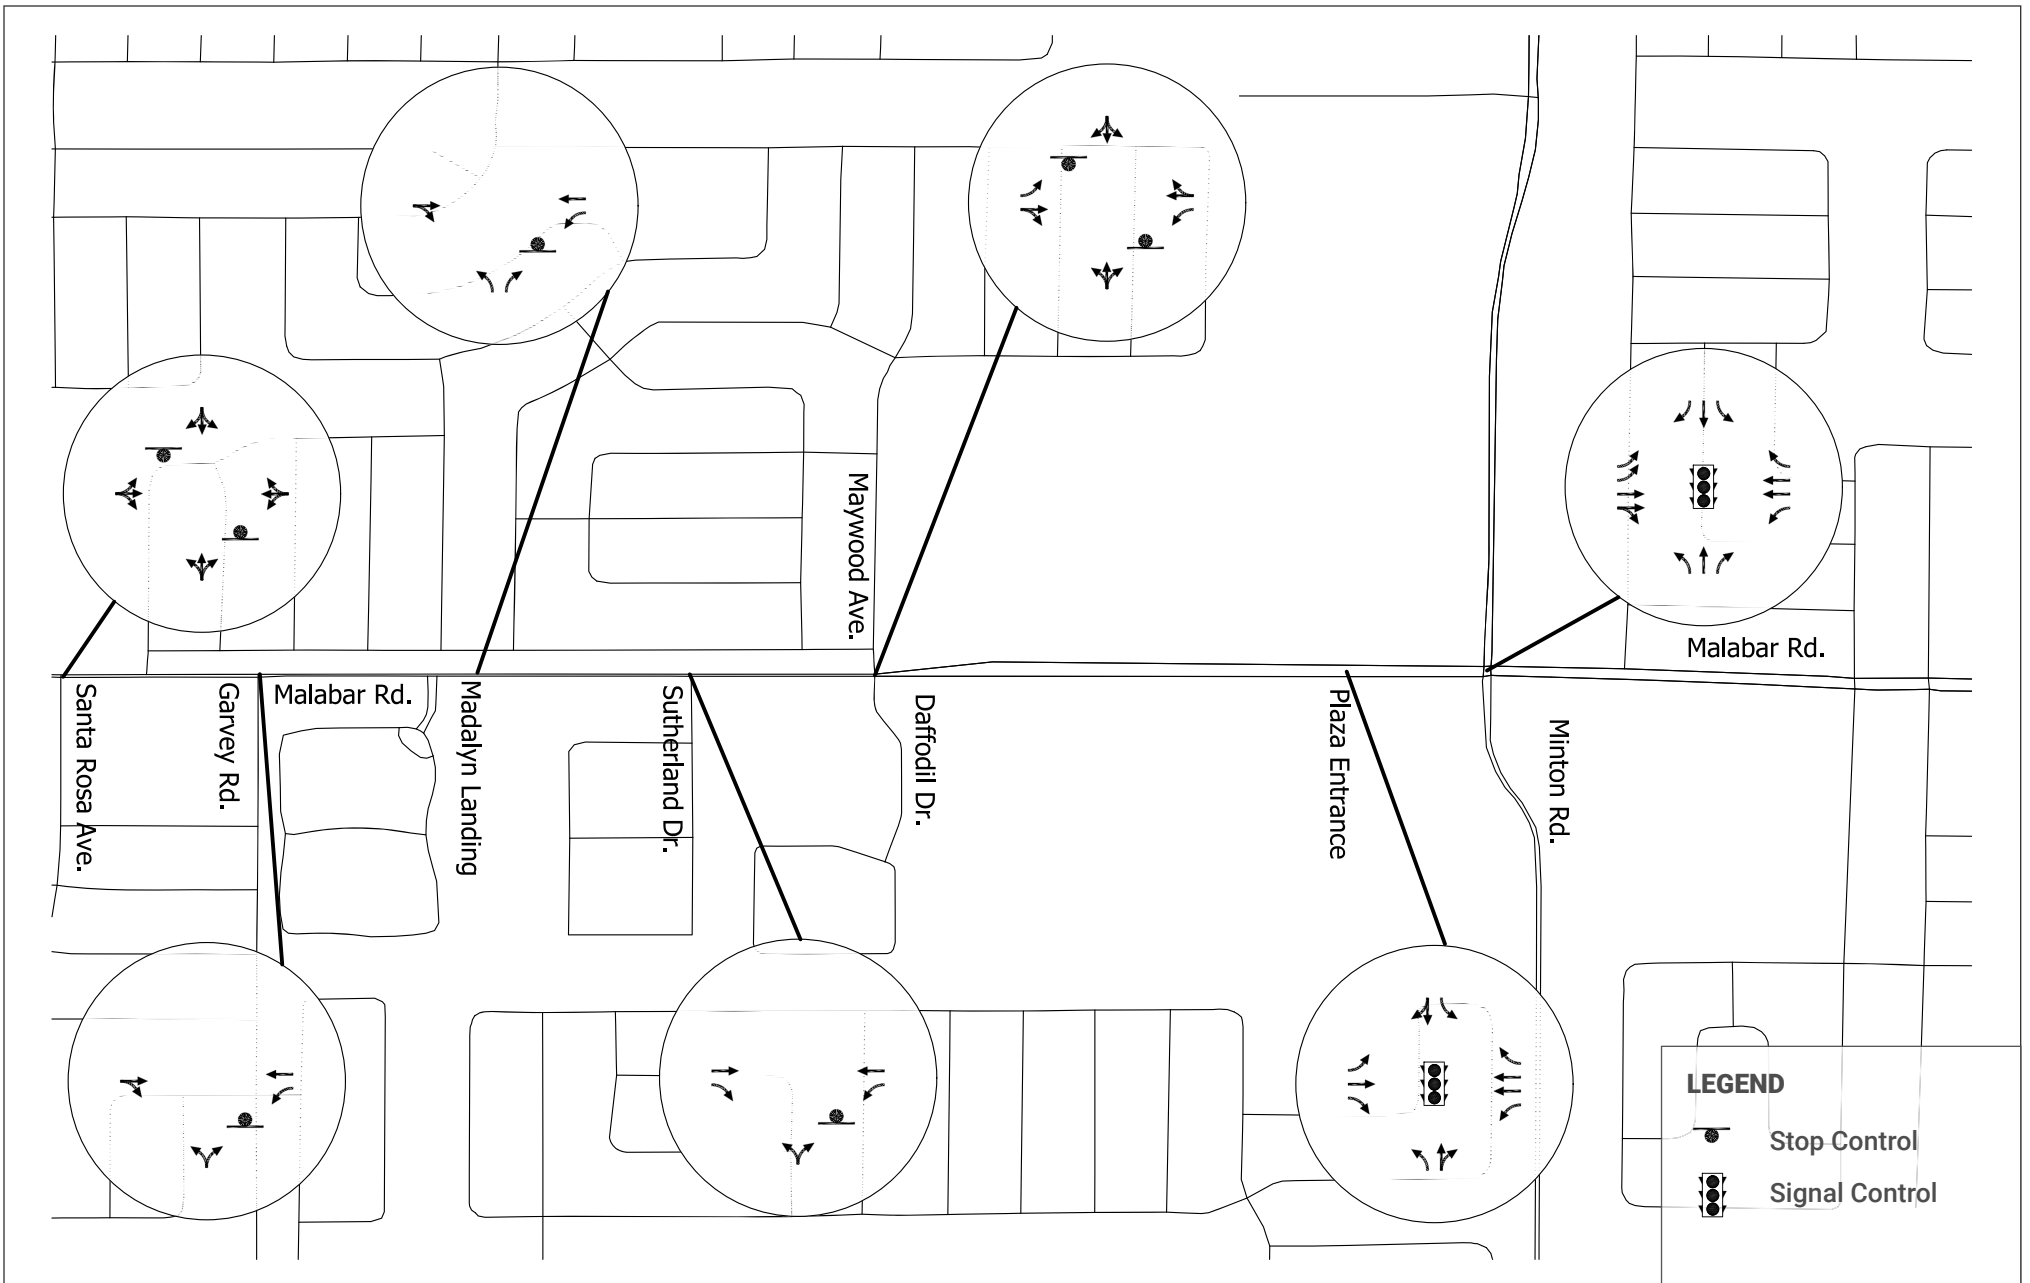 Maywood Ave.
Malabar Rd.
Santa Rosa Ave.
Garvey Rd.
Malabar Rd.
Madalyn Landing
Sutherland Dr.
Daffodil Dr.
Plaza Entrance
Minton Rd.
LEGEND
Stop Control
Signal Control